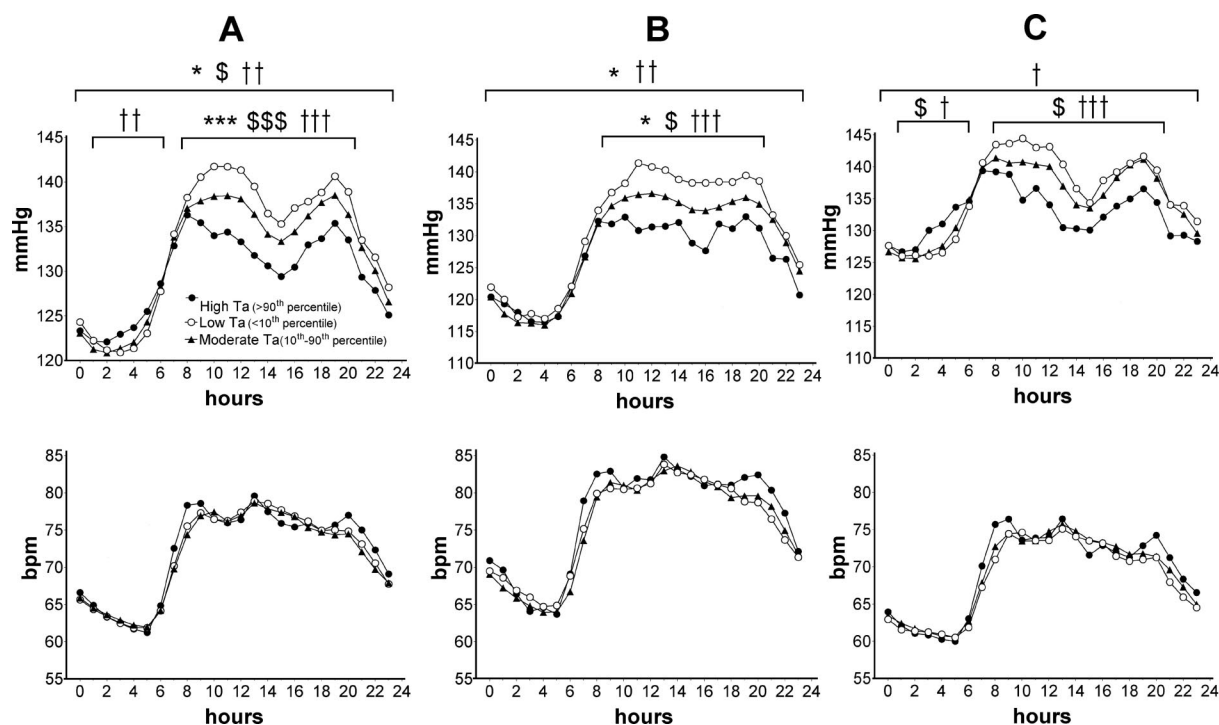 A
B
C
* $ ††
†† *** $$$ †††
* ††
* $ †††
†
$ † $ †††
145
140
135
130
125
120
mmHg
High Ta (>90th percentile)
Low Ta (<10th percentile)
Moderate Ta (10th-90th percentile)
0 2 4 6 8 10 12 14 16 18 20 22 24
hours
145
140
135
130
125
120
115
110
mmHg
0 2 4 6 8 10 12 14 16 18 20 22 24
hours
145
140
135
130
125
120
115
110
mmHg
0 2 4 6 8 10 12 14 16 18 20 22 24
hours
85
80
75
70
65
60
55
bpm
0 2 4 6 8 10 12 14 16 18 20 22 24
hours
85
80
75
70
65
60
55
bpm
0 2 4 6 8 10 12 14 16 18 20 22 24
hours
85
80
75
70
65
60
55
bpm
0 2 4 6 8 10 12 14 16 18 20 22 24
hours